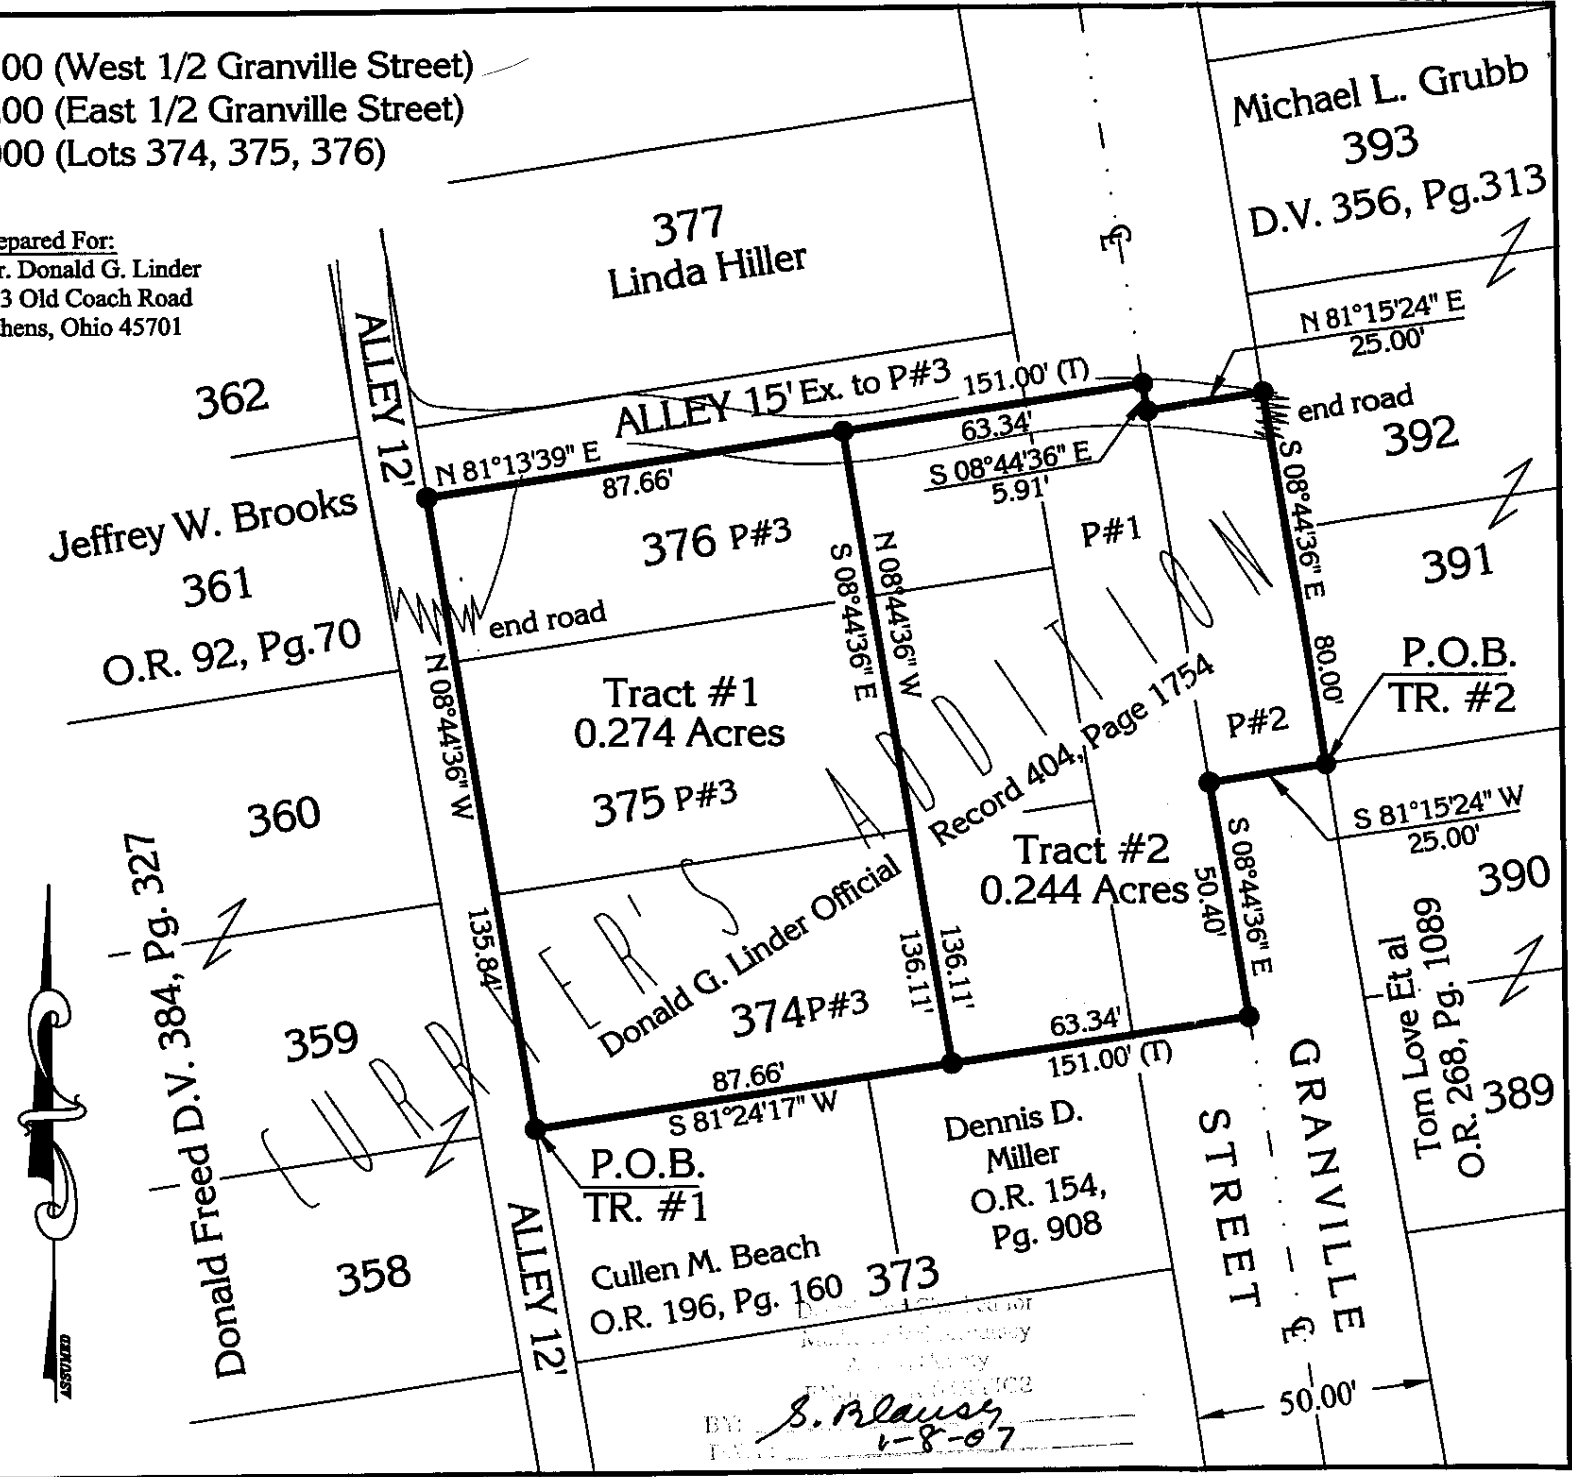 00 (West 1/2 Granville Street)
00 (East 1/2 Granville Street)
00 (Lots 374, 375, 376)
epared For:
r. Donald G. Linder
3 Old Coach Road
hens, Ohio 45701
377
Linda Hiller
Michael L. Grubb
393
D.V. 356, Pg.313
N 81°15'24" E
25.00'
end road
392
391
P.O.B.
TR. #2
S 81°15'24" W
25.00'
390
389
Tom Love Et al
O.R. 268, Pg. 1089
362
ALLEY 12'
Jeffrey W. Brooks
361
O.R. 92, Pg.70
360
359
358
Donald Freed D.V. 384, Pg. 327
ALLEY 15' Ex. to P#3
151.00' (T)
N 81°13'39" E
87.66'
63.34'
S 08°44'36" E
5.91'
376 P#3
P#1
end road
S 08°44'36" E
N 08°44'36" W
S 08°44'36" E
80.00'
N 08°44'36" W
135.84'
Tract #1
0.274 Acres
375 P#3
P#2
Tract #2
0.244 Acres
50.40'
S 08°44'36" E
Donald G. Linder Official
Record 404, Page 1754
ADDITION
374P#3
136.11'
136.11'
63.34'
151.00' (T)
87.66'
S 81°24'17" W
P.O.B.
TR. #1
ALLEY 12'
Cullen M. Beach
O.R. 196, Pg. 160
373
Dennis D.
Miller
O.R. 154,
Pg. 908
GRANVILLE
STREET
50.00'
ASSUMED
BY:
1-8-07